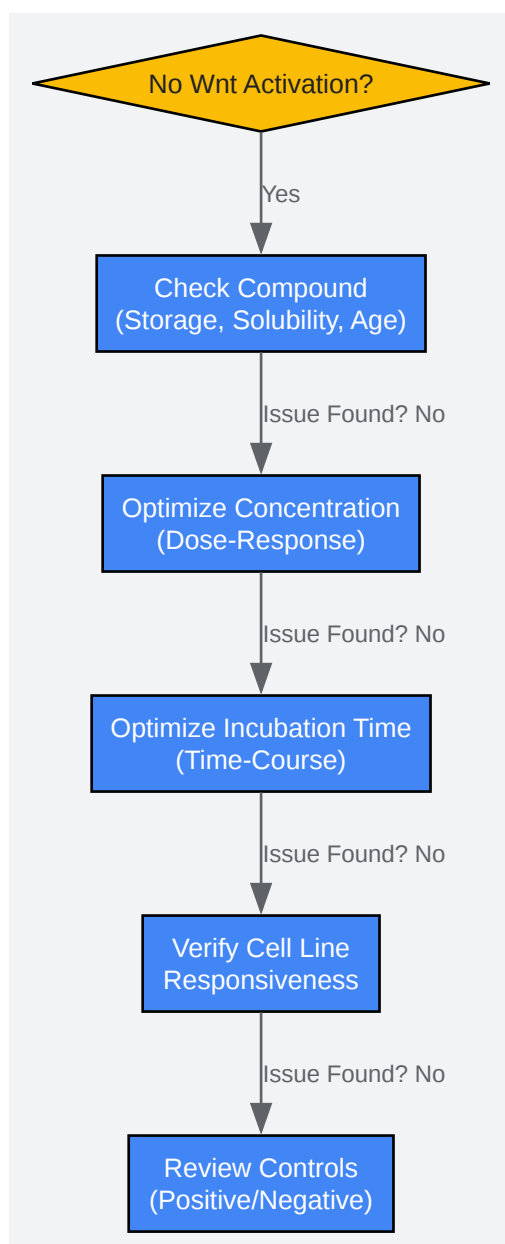 No Wnt Activation?
Yes
Check Compound
(Storage, Solubility, Age)
Issue Found? No
Optimize Concentration
(Dose-Response)
Issue Found? No
Optimize Incubation Time
(Time-Course)
Issue Found? No
Verify Cell Line
Responsiveness
Issue Found? No
Review Controls
(Positive/Negative)